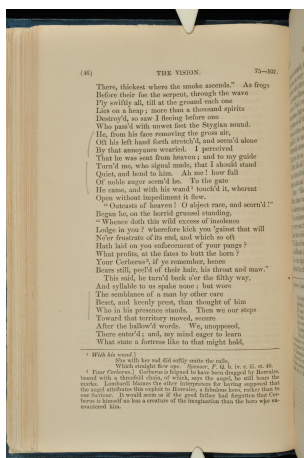 (46) THE VISION. 75—107.
There, thickest where the smoke ascends." As frogs
Before their foe the serpent, through the wave
Ply swiftly all, till at the ground each one
Lies on a heap; more than a thousand spirits
Destroy'd, so saw I fleeing before one
Who pass'd with unwet feet the Stygian sound.
He, from his face removing the gross air,
Oft his left hand forth stretch'd, and seem'd alone
By that annoyance wearied. I perceived
That he was sent from heaven; and to my guide
Turn'd me, who signal made, that I should stand
Quiet, and bend to him. Ah me! how full
Of noble anger seem'd he. To the gate
He came, and with his wand¹ touch'd it, whereat
Open without impediment it flew.
"Outcasts of heaven! O abject race, and scorn'd!"
Began he, on the horrid grunsel standing,
"Whence doth this wild excess of insolence
Lodge in you? wherefore kick you 'gainst that will
Ne'er frustrate of its end, and which so oft
Hath laid on you enforcement of your pangs?
What profits, at the fates to butt the horn?
Your Cerberus², if ye remember, hence
Bears still, peel'd of their hair, his throat and maw."
This said, he turn'd back o'er the filthy way,
And syllable to us spake none; but wore
The semblance of a man by other care
Beset, and keenly prest, than thought of him
Who in his presence stands. Then we our steps
Toward that territory moved, secure
After the hallow'd words. We, unopposed,
There enter'd; and, my mind eager to learn
What state a fortress like to that might hold,
¹ With his wand.]
She with her rod did softly smite the raile,
Which straight flew ope. Spenser, F. Q. b. iv. c. iii. st. 46.
² Your Cerberus.] Cerberus is feigned to have been dragged by Hercules,
bound with a threefold chain, of which, says the angel, he still bears the
marks. Lombardi blames the other interpreters for having supposed that
the angel attributes this exploit to Hercules, a fabulous hero, rather than to
our Saviour. It would seem as if the good father had forgotten that Cer-
berus is himself no less a creature of the imagination than the hero who en-
countered him.